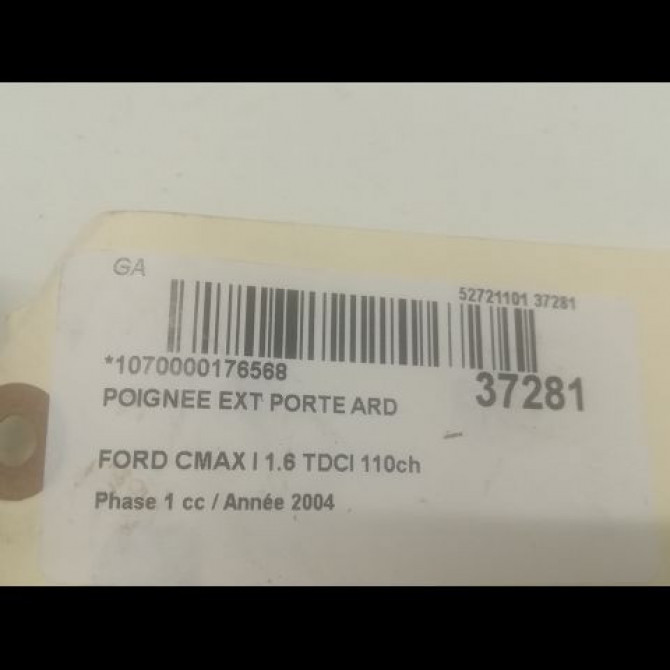 GA
52721101 37281
*1070000176568
37281
POIGNEE EXT PORTE ARD
FORD CMAX I 1.6 TDCI 110ch
Phase 1 cc / Année 2004